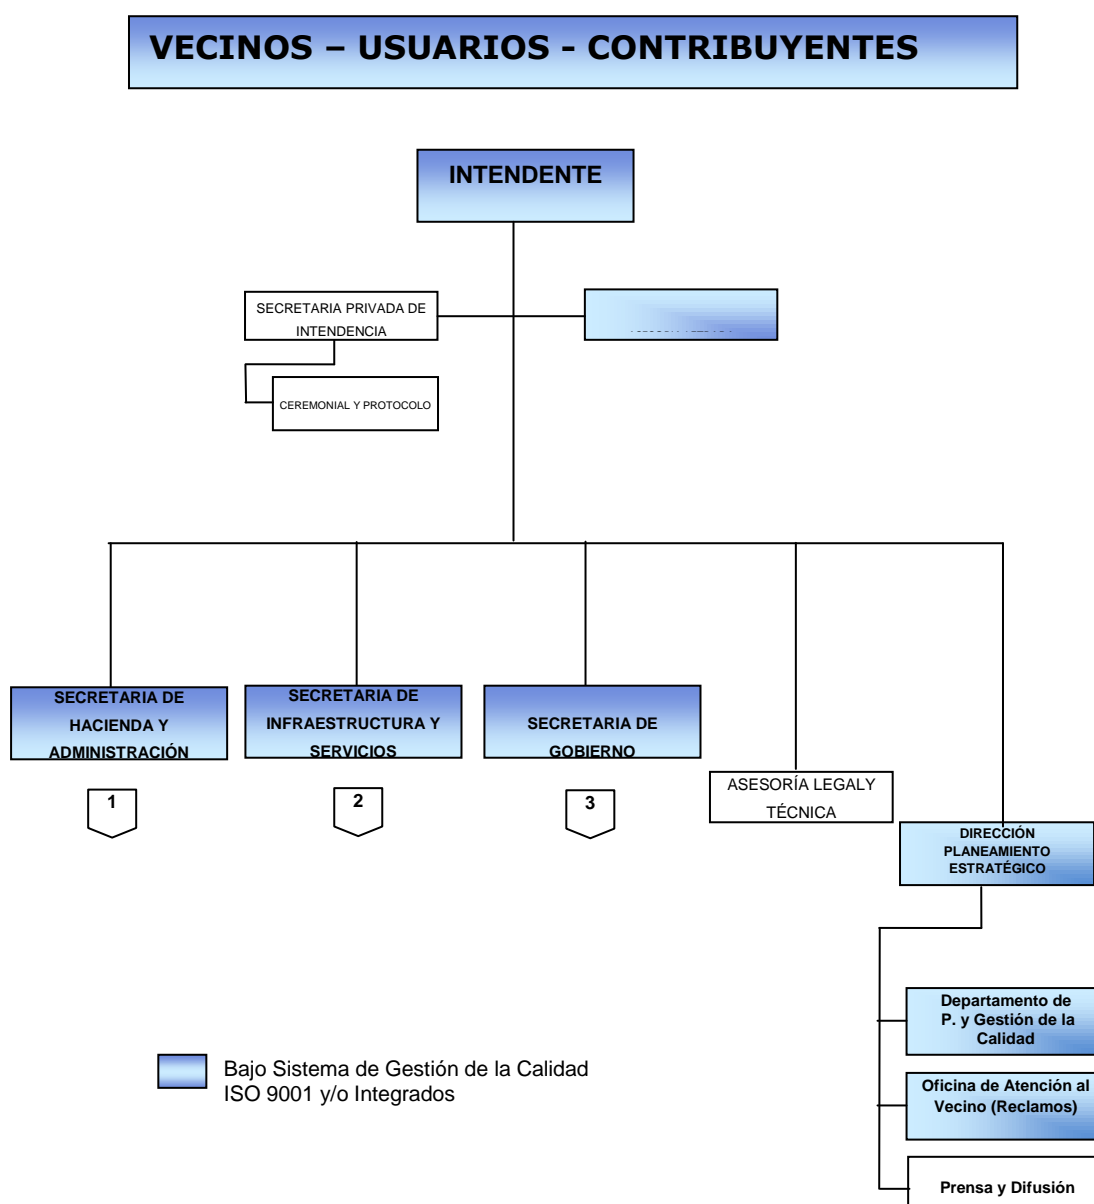 VECINOS – USUARIOS - CONTRIBUYENTES
INTENDENTE
SECRETARIA PRIVADA DE
INTENDENCIA
CEREMONIAL Y PROTOCOLO
SECRETARIA DE
HACIENDA Y
ADMINISTRACIÓN
SECRETARIA DE
INFRAESTRUCTURA Y
SERVICIOS
SECRETARIA DE
GOBIERNO
1
2
3
ASESORÍA LEGALY
TÉCNICA
DIRECCIÓN
PLANEAMIENTO
ESTRATÉGICO
Departamento de
P. y Gestión de la
Calidad
Oficina de Atención al
Vecino (Reclamos)
Prensa y Difusión
Bajo Sistema de Gestión de la Calidad
ISO 9001 y/o Integrados